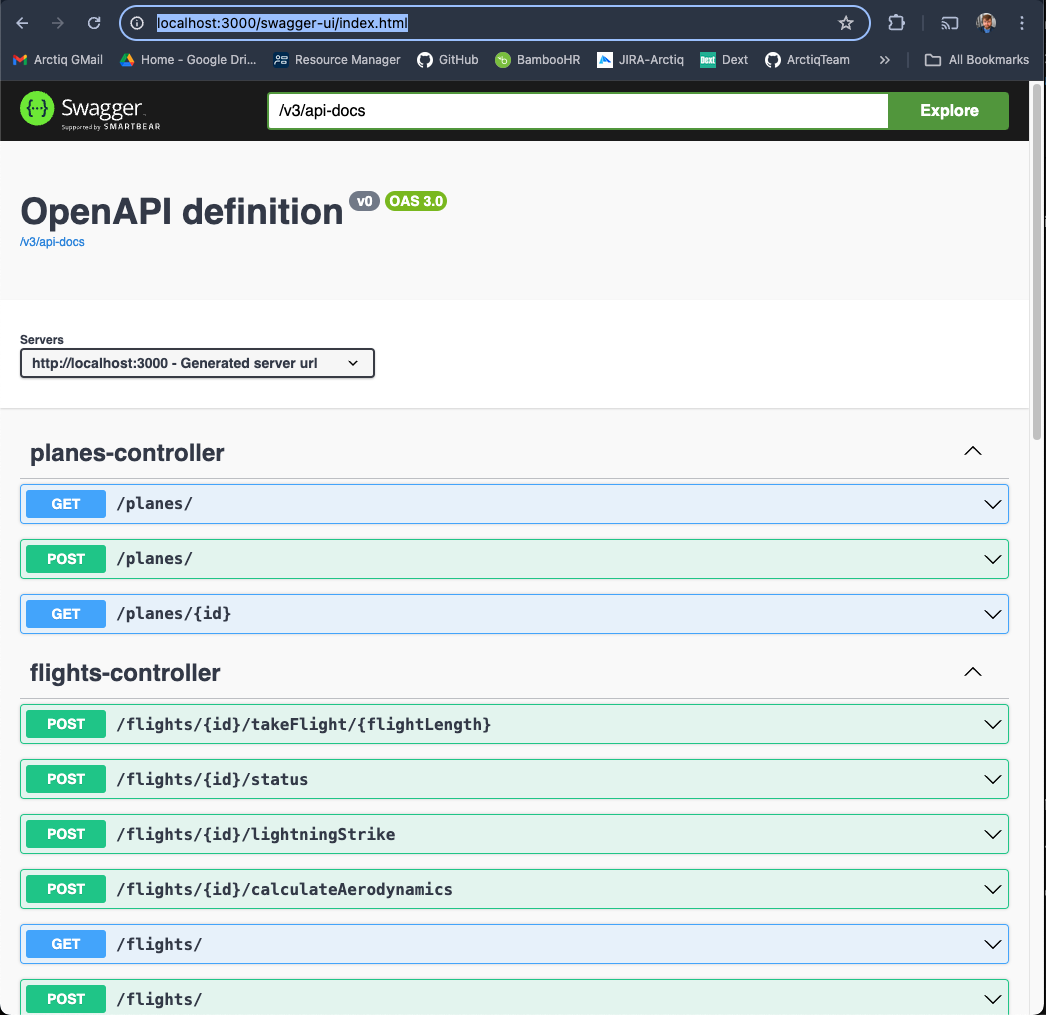 localhost:3000/swagger-ui/index.html
Arctiq GMail
Home - Google Dri...
Resource Manager
GitHub
BambooHR
JIRA-Arctiq
Dext
Dext
ArctiqTeam
»
All Bookmarks
{··}
Swagger
Supported by SMARTBEAR
/v3/api-docs
Explore
OpenAPI definition v0 OAS 3.0
/v3/api-docs
Servers
http://localhost:3000 - Generated server url
planes-controller
GET /planes/
POST /planes/
GET /planes/{id}
flights-controller
POST /flights/{id}/takeFlight/{flightLength}
POST /flights/{id}/status
POST /flights/{id}/lightningStrike
POST /flights/{id}/calculateAerodynamics
GET /flights/
POST /flights/